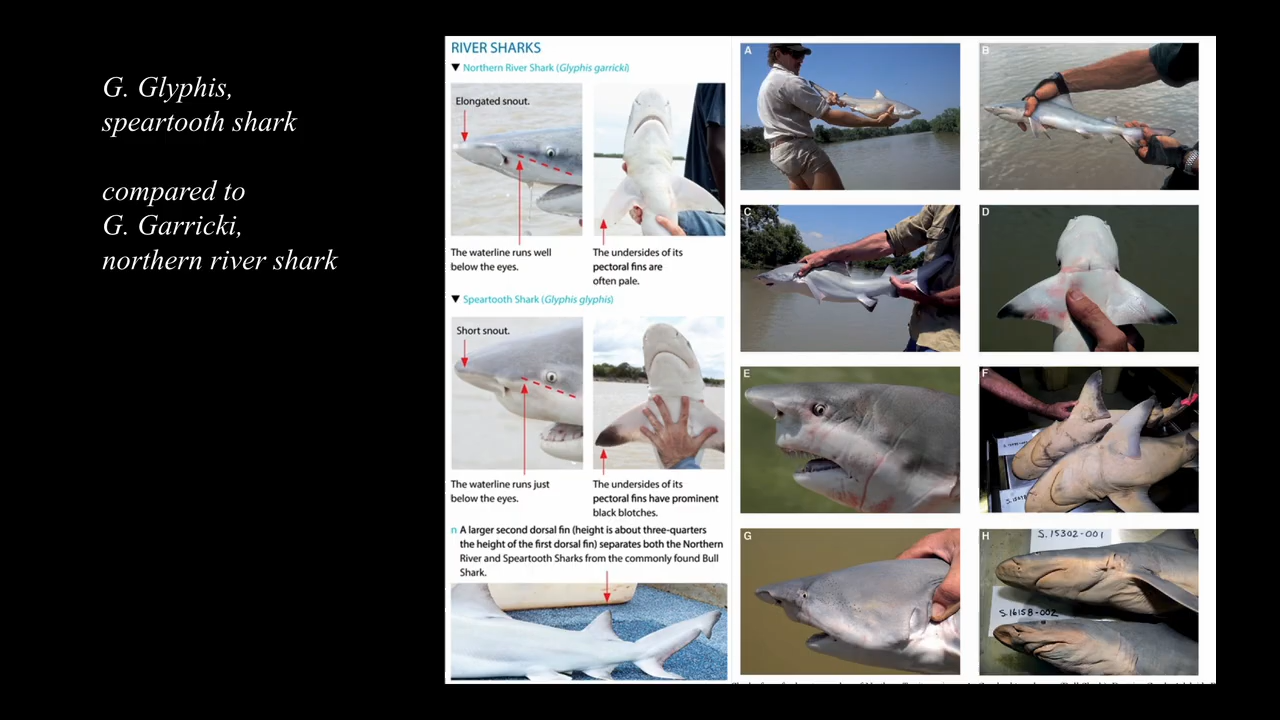 G. Glyphis,
speartooth shark
compared to
G. Garricki,
northern river shark
RIVER SHARKS
▼ Northern River Shark (Glyphis garricki)
Elongated snout.
The waterline runs well
below the eyes.
The undersides of its
pectoral fins are
often pale.
▼ Speartooth Shark (Glyphis glyphis)
Short snout.
The waterline runs just
below the eyes.
The undersides of its
pectoral fins have prominent
black blotches.
n A larger second dorsal fin (height is about three-quarters
the height of the first dorsal fin) separates both the Northern
River and Speartooth Sharks from the commonly found Bull
Shark.
A
B
C
D
E
F
G
H
S.15302-001
S.16158-002